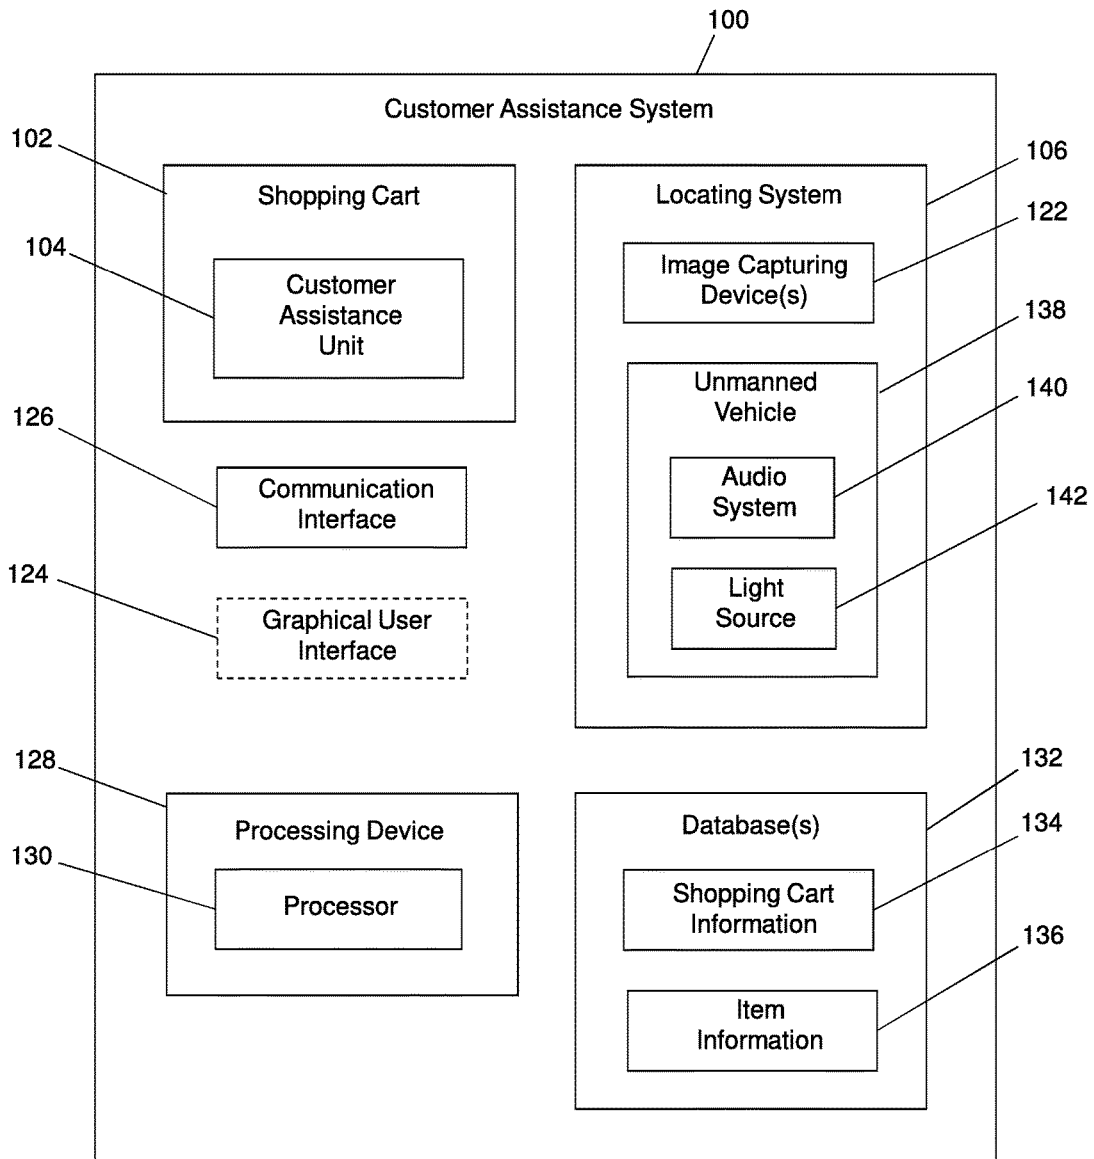 100
Customer Assistance System
102
Shopping Cart
104
Customer
Assistance
Unit
126
Communication
Interface
124
Graphical User
Interface
128
Processing Device
130
Processor
106
Locating System
122
Image Capturing
Device(s)
138
Unmanned
Vehicle
140
Audio
System
142
Light
Source
132
Database(s)
134
Shopping Cart
Information
136
Item
Information